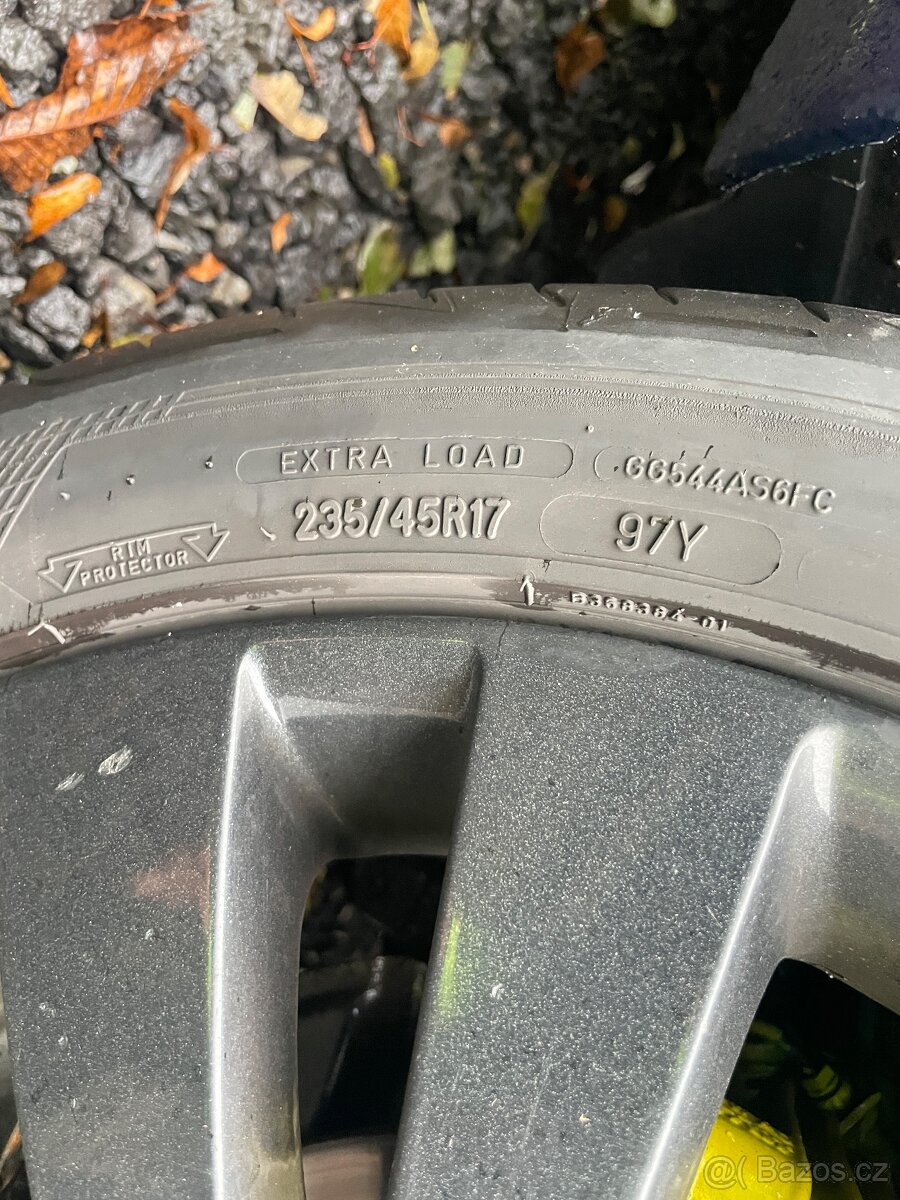 EXTRA LOAD
GG544AS6FC
235/45R17
97Y
RIM
PROTECTOR
B368384-01
@( Bazos.cz